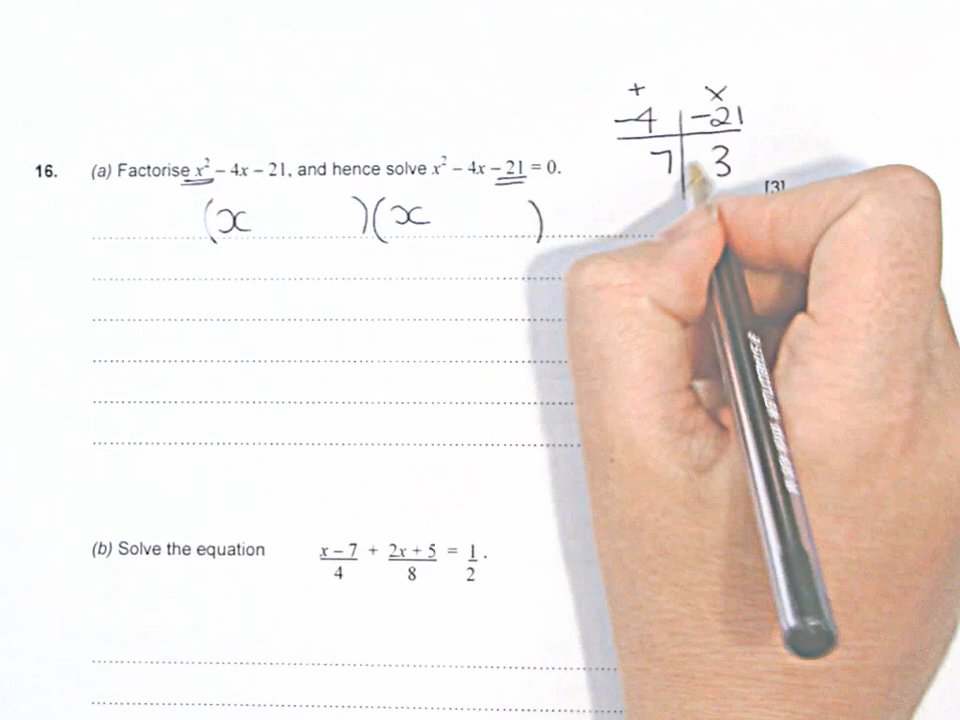 + ×
-4 | -21
7 | 3
16. (a) Factorise x² – 4x – 21, and hence solve x² – 4x – 21 = 0.
[3]
(x )(x )
(b) Solve the equation x – 7 / 4 + 2x + 5 / 8 = 1 / 2 .